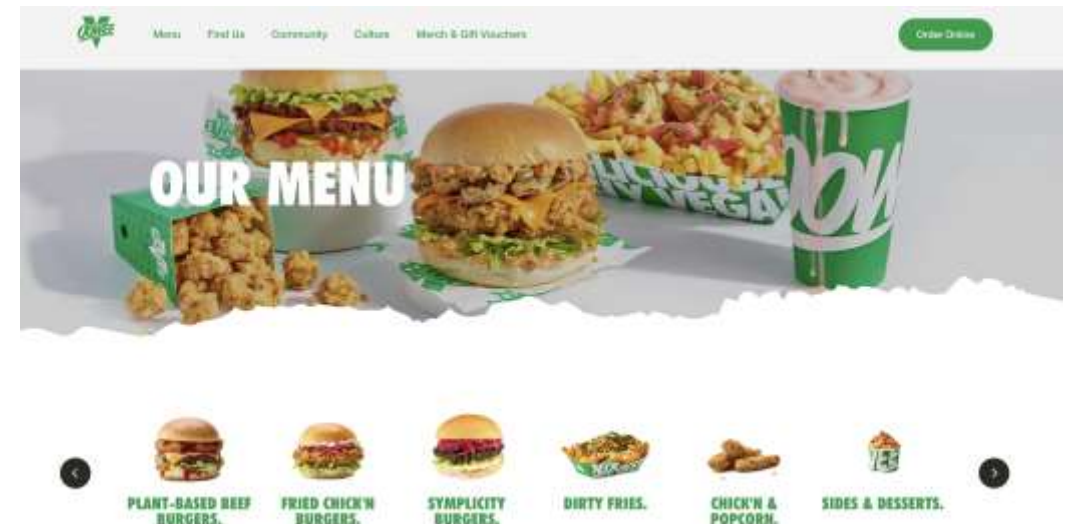 Menu
Find Us
Community
Culture
Merch & Gift Vouchers
Order Online
OUR MENU
VEGAN
PLANT-BASED BEEF
BURGERS.
FRIED CHICK'N
BURGERS.
SYMPLICITY
BURGERS.
DIRTY FRIES.
CHICK'N &
POPCORN.
SIDES & DESSERTS.